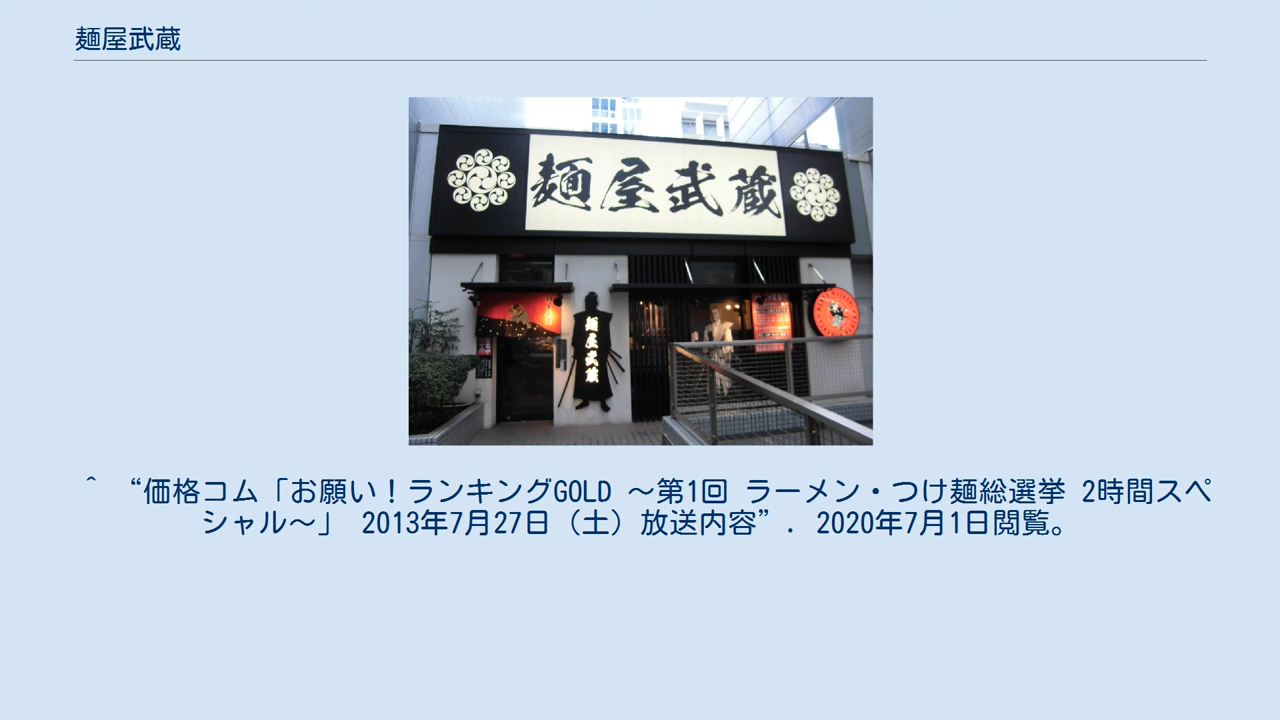 麺屋武蔵
麺屋武蔵
麺屋武蔵
^ “価格コム「お願い！ランキングGOLD ～第1回 ラーメン・つけ麺総選挙 2時間スペ
シャル～」 2013年7月27日（土）放送内容”. 2020年7月1日閲覧。